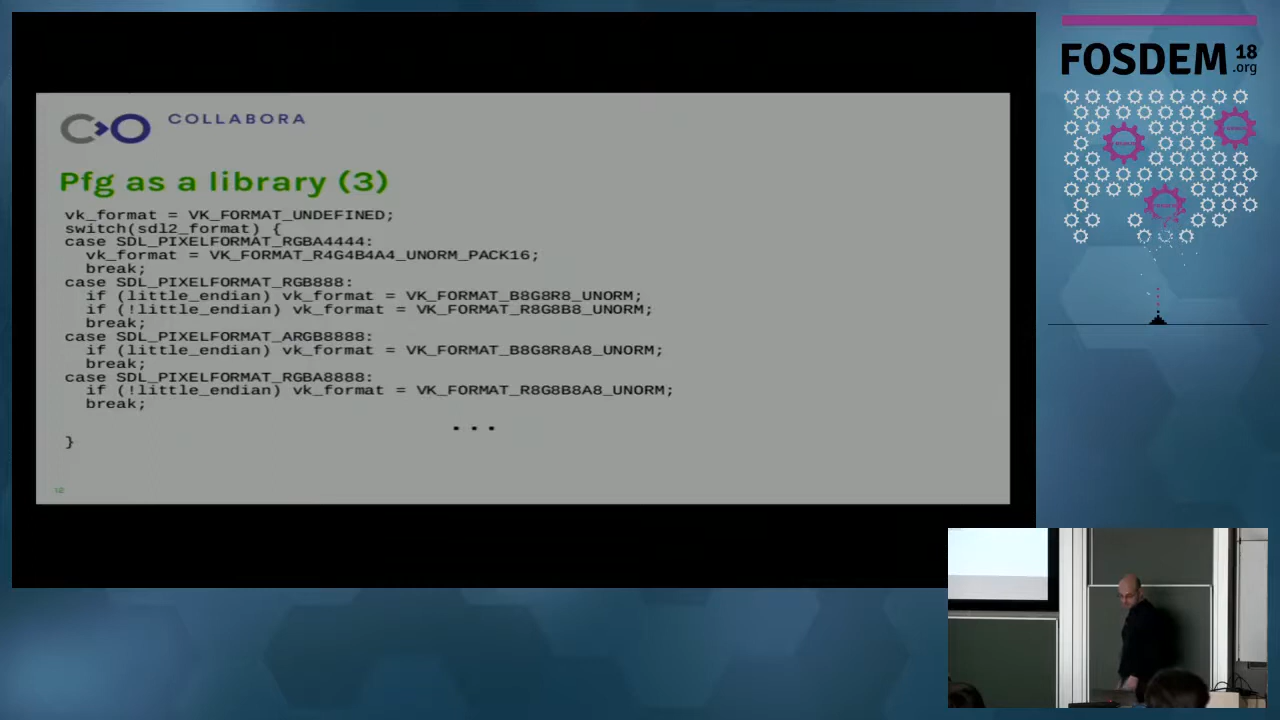 COLLABORA
Pfg as a library (3)
vk_format = VK_FORMAT_UNDEFINED;
switch(sdl2_format) {
case SDL_PIXELFORMAT_RGBA4444:
  vk_format = VK_FORMAT_R4G4B4A4_UNORM_PACK16;
  break;
case SDL_PIXELFORMAT_RGB888:
  if (little_endian) vk_format = VK_FORMAT_B8G8R8_UNORM;
  if (!little_endian) vk_format = VK_FORMAT_R8G8B8_UNORM;
  break;
case SDL_PIXELFORMAT_ARGB8888:
  if (little_endian) vk_format = VK_FORMAT_B8G8R8A8_UNORM;
  break;
case SDL_PIXELFORMAT_RGBA8888:
  if (!little_endian) vk_format = VK_FORMAT_R8G8B8A8_UNORM;
  break;
...
}
12
FOSDEM 18
.org